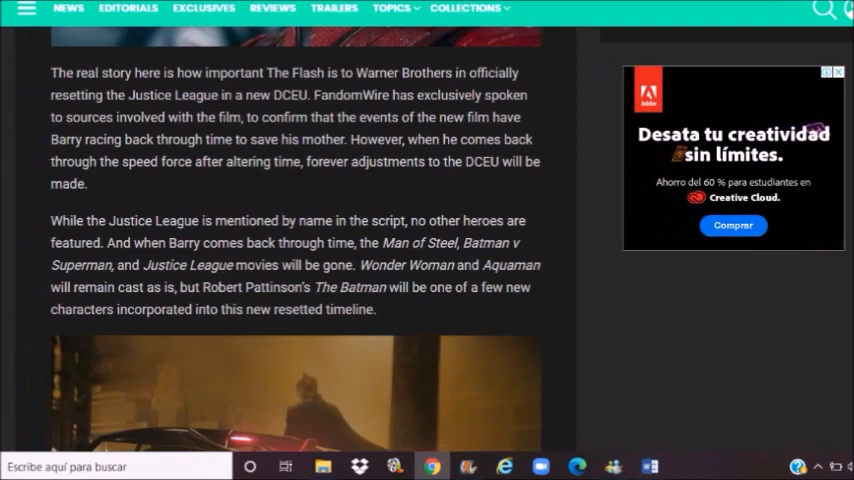 NEWS EDITORIALS EXCLUSIVES REVIEWS TRAILERS TOPICS COLLECTIONS
The real story here is how important The Flash is to Warner Brothers in officially
resetting the Justice League in a new DCEU. FandomWire has exclusively spoken
to sources involved with the film, to confirm that the events of the new film have
Barry racing back through time to save his mother. However, when he comes back
through the speed force after altering time, forever adjustments to the DCEU will be
made.
While the Justice League is mentioned by name in the script, no other heroes are
featured. And when Barry comes back through time, the Man of Steel, Batman v
Superman, and Justice League movies will be gone. Wonder Woman and Aquaman
will remain cast as is, but Robert Pattinson's The Batman will be one of a few new
characters incorporated into this new resetted timeline.
Adobe
Desata tu creatividad
sin límites.
Ahorro del 60 % para estudiantes en
Creative Cloud.
Comprar
Escribe aquí para buscar